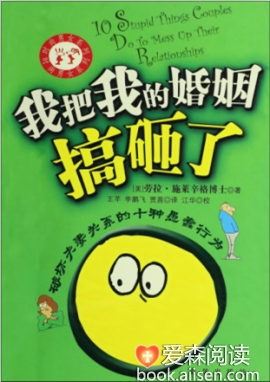 10 Stupid Things Couples
Do To Mess Up Their
Relationships
我把我的婚姻
搞砸了
[美]劳拉·施莱辛格博士 著
王苹 李鹏飞 贾茜 译 江华 校
破坏夫妻关系的十种愚蠢行为
爱森阅读
book.aiisen.com